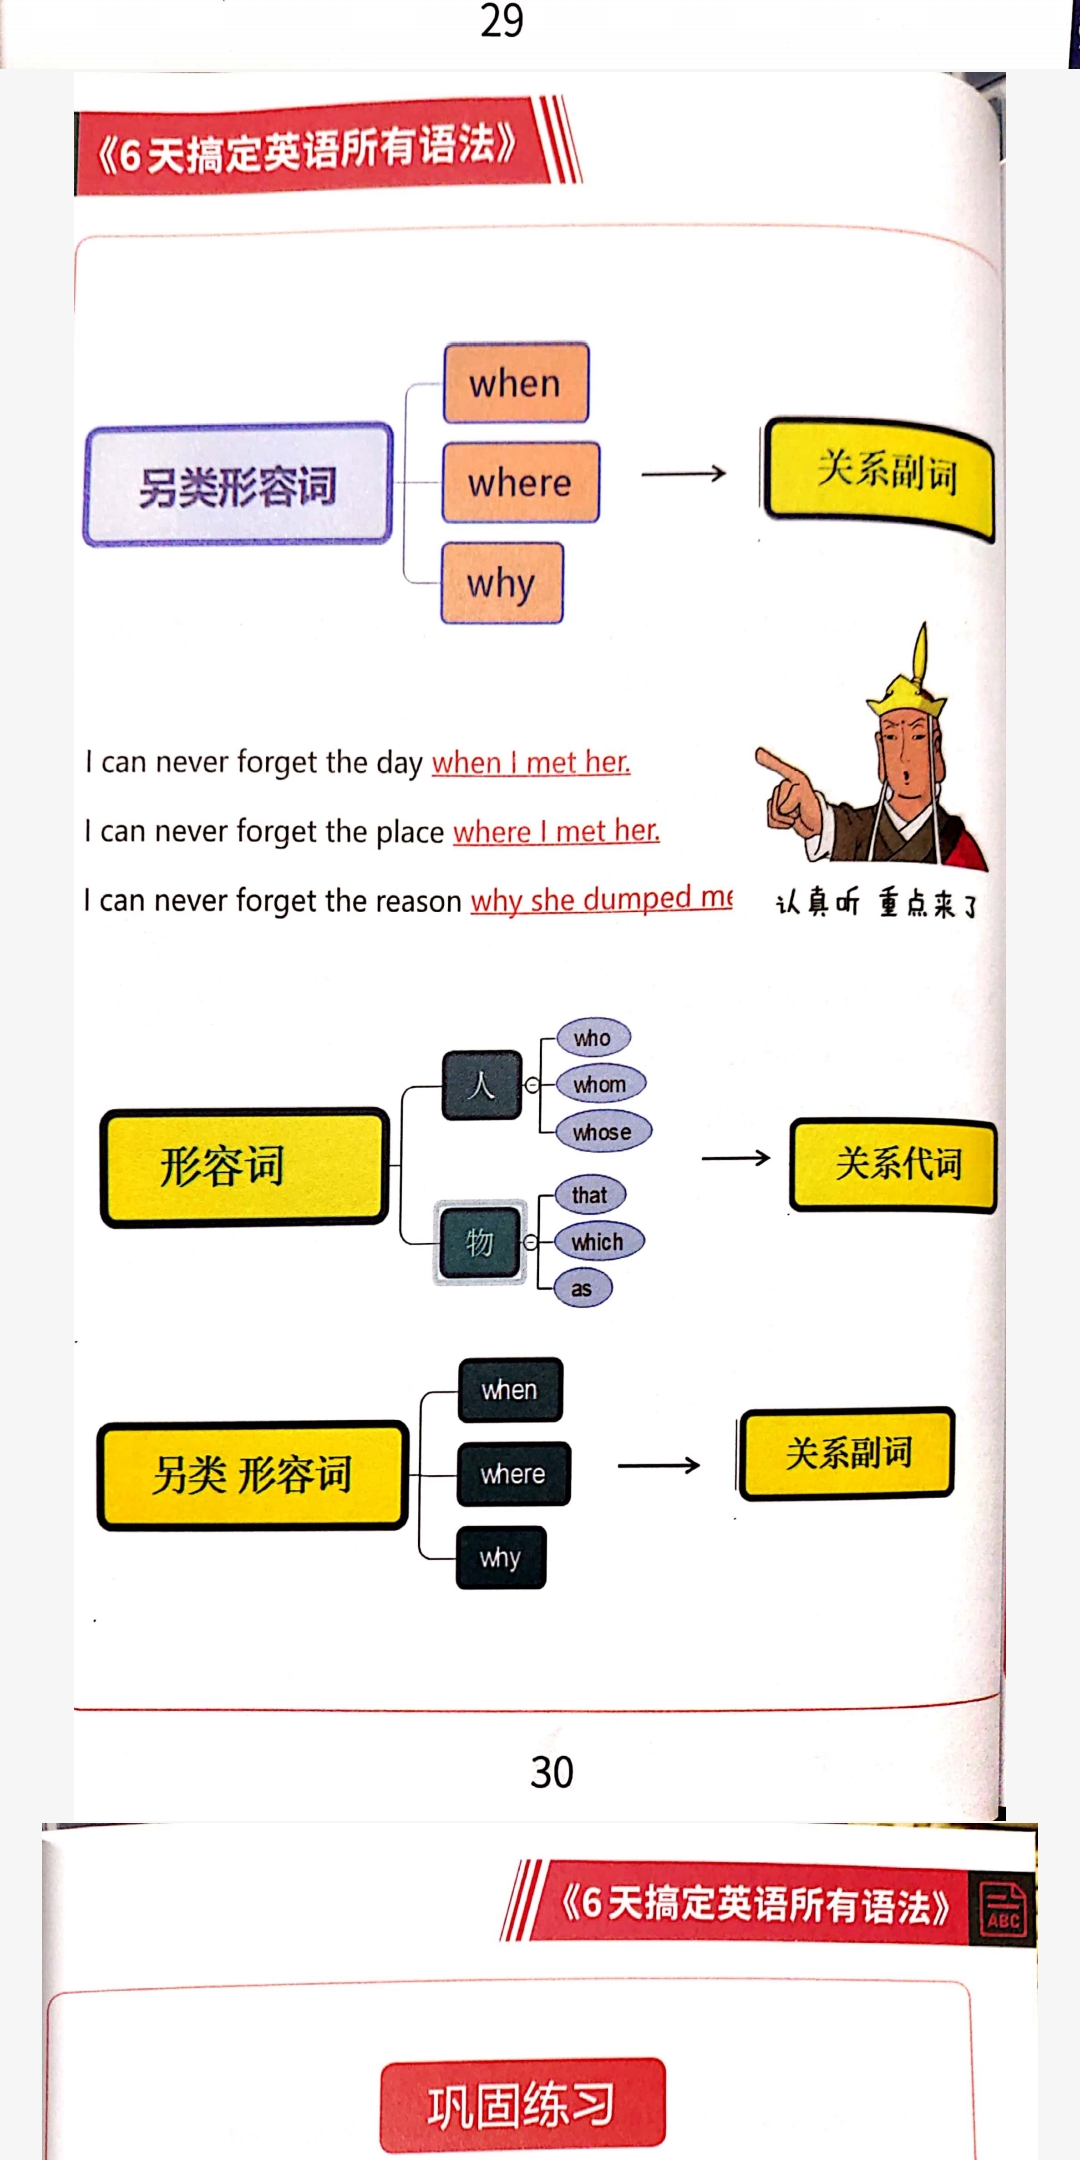 29
《6天搞定英语所有语法》
when
另类形容词
where
关系副词
why
I can never forget the day when I met her.
I can never forget the place where I met her.
I can never forget the reason why she dumped me
认真听 重点来了
who
人
whom
whose
形容词
关系代词
that
物
which
as
when
另类 形容词
where
关系副词
why
30
《6天搞定英语所有语法》
ABC
巩固练习